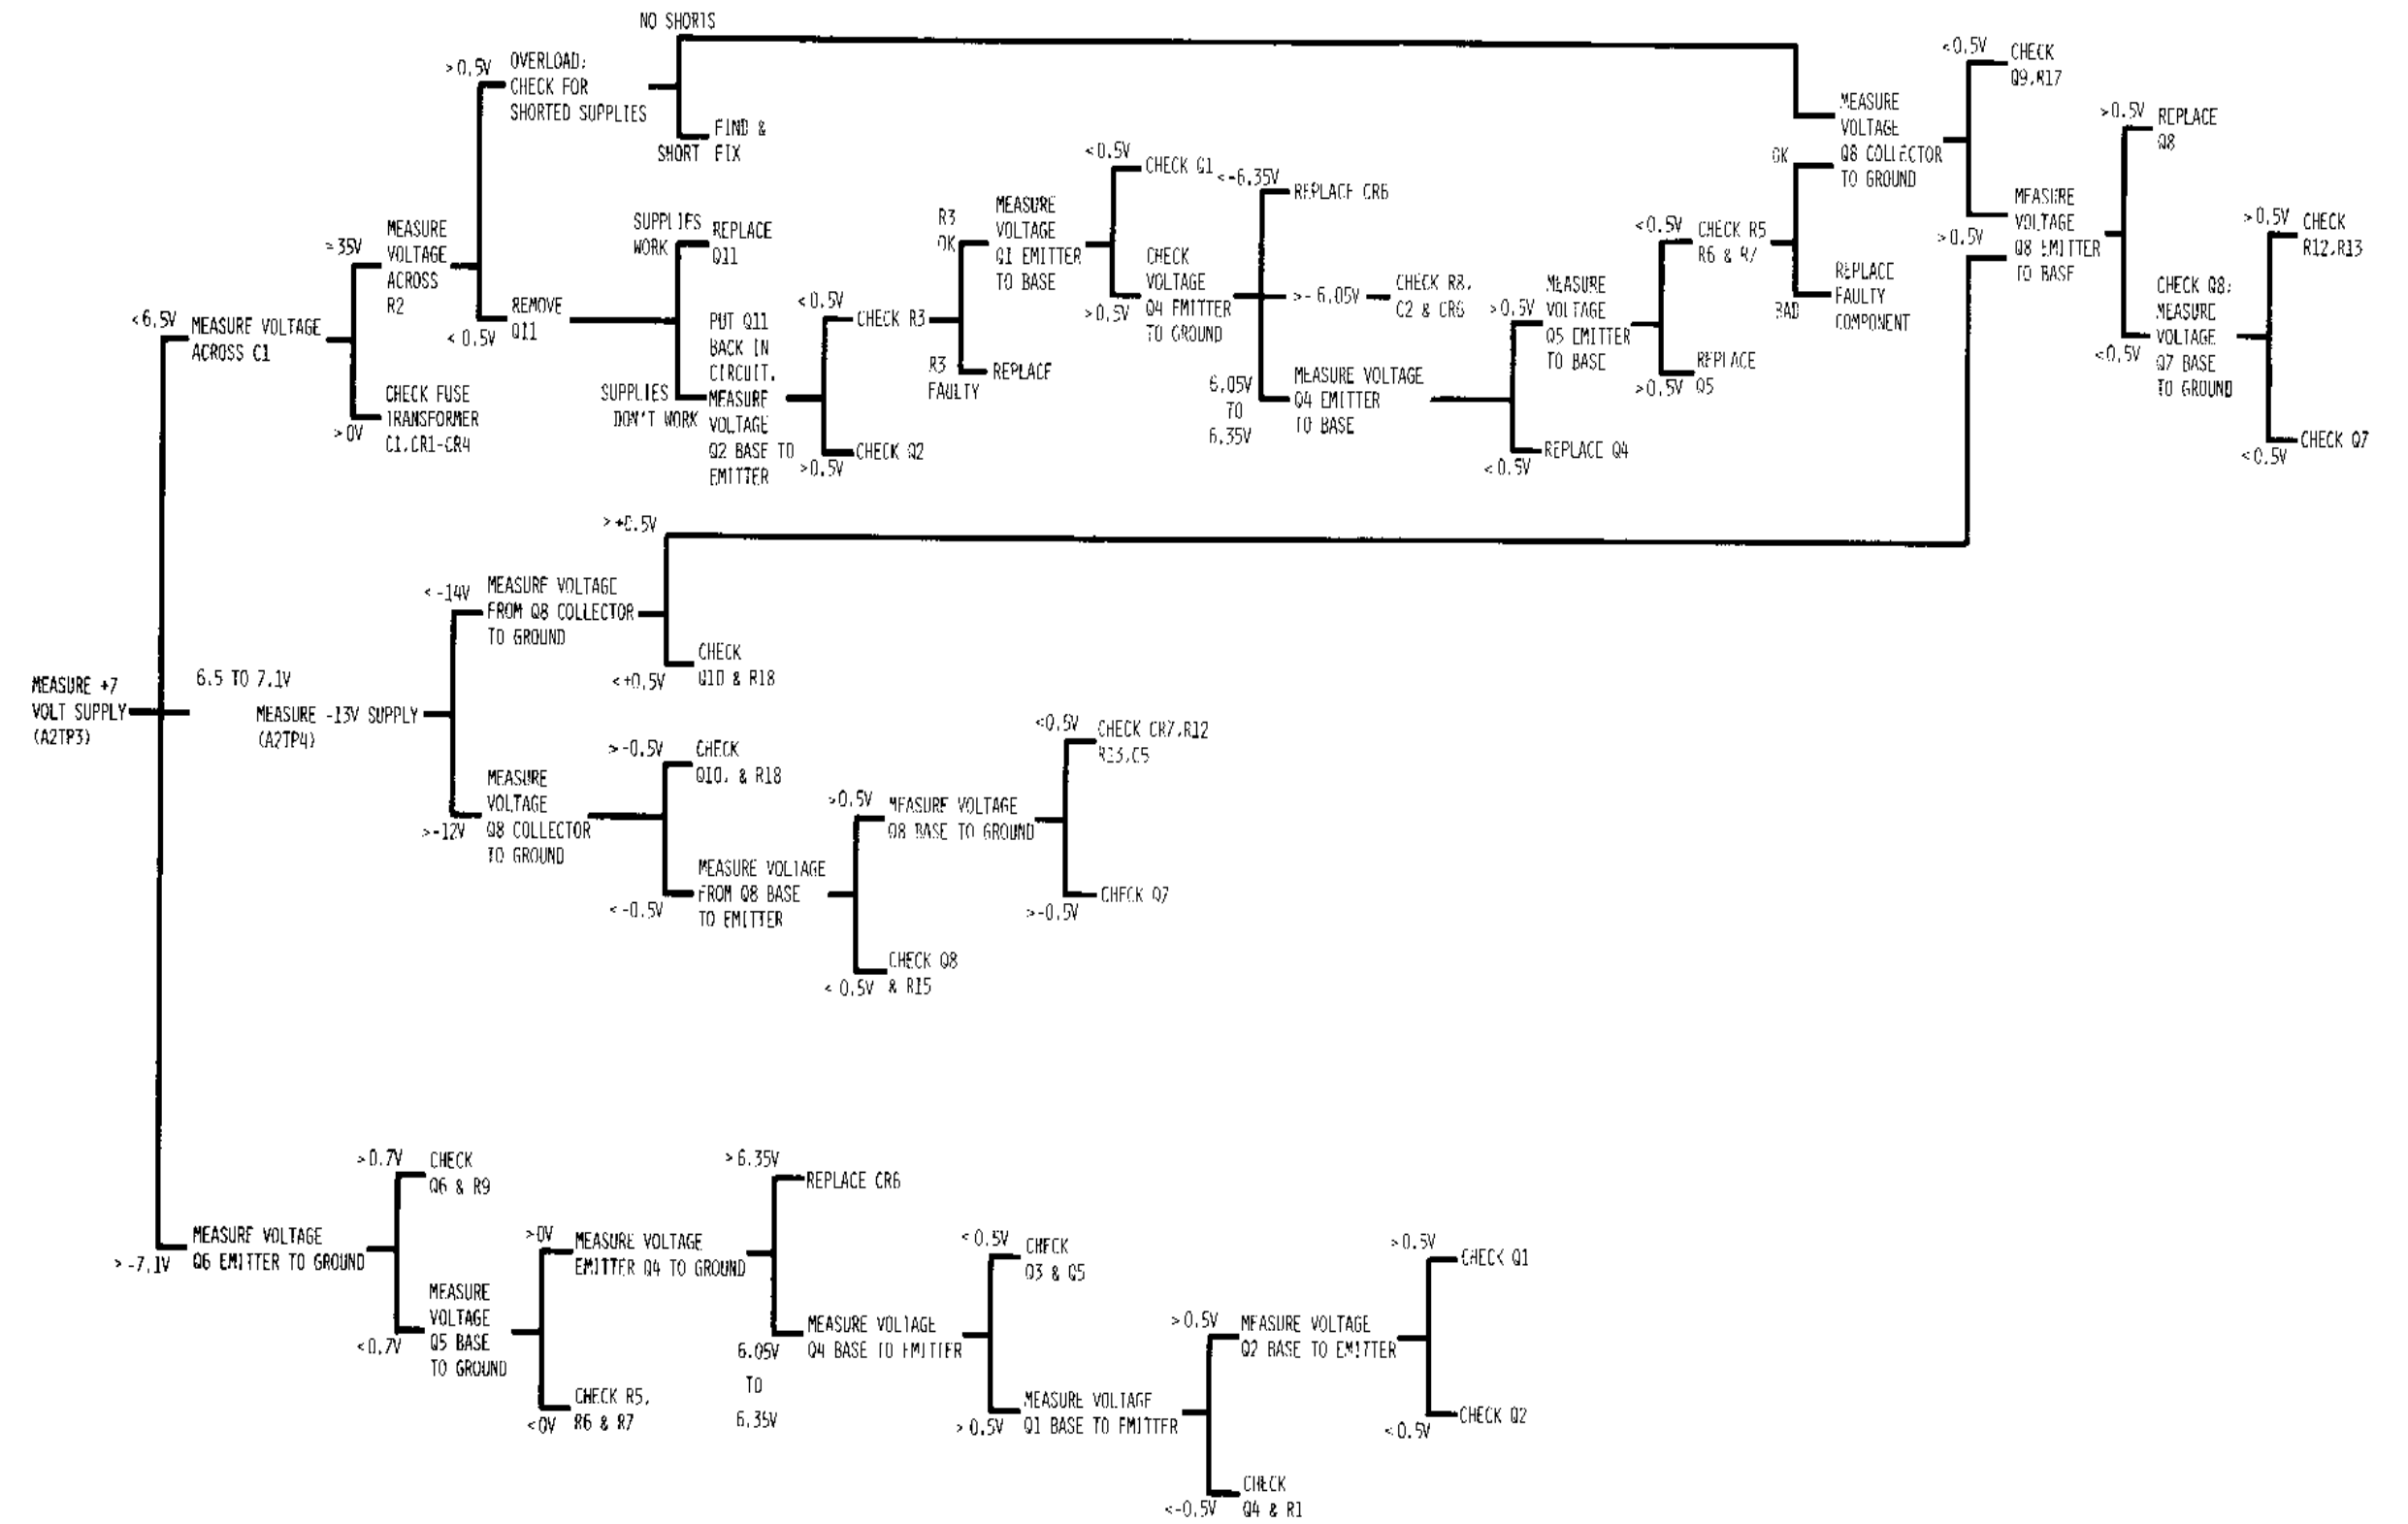 NO SHORTS
>0.5V
OVERLOAD:
CHECK FOR
SHORTED SUPPLIES
FIND &
SHORT FIX
<0.5V
CHECK
Q9,R17
MEASURE
VOLTAGE
Q8 COLLECTOR
TO GROUND
OK
>0.5V
REPLACE
Q8
<0.5V
CHECK Q1
<-6.35V
REPLACE CR6
MEASURE
VOLTAGE
Q8 EMITTER
TO BASE
>0.5V
>0.5V
CHECK
R12,R13
CHECK Q8:
MEASURE
VOLTAGE
Q7 BASE
TO GROUND
<0.5V
CHECK Q7
<0.5V
≈35V
MEASURE
VOLTAGE
ACROSS
R2
SUPPLIES
WORK
REPLACE
Q11
R3
OK
MEASURE
VOLTAGE
Q1 EMITTER
TO BASE
CHECK
VOLTAGE
Q4 EMITTER
TO GROUND
>0.5V
>-6.05V
CHECK R8,
C2 & CR6
>0.5V
MEASURE
VOLTAGE
Q5 EMITTER
TO BASE
<0.5V
CHECK R5
R6 & R7
REPLACE
FAULTY
COMPONENT
BAD
REPLACE
>0.5V Q5
<6.5V
MEASURE VOLTAGE
ACROSS C1
<0.5V
REMOVE
Q11
PUT Q11
BACK IN
CIRCUIT.
MEASURE
VOLTAGE
Q2 BASE TO
EMITTER
SUPPLIES
DON'T WORK
<0.5V
CHECK R3
R3
FAULTY
REPLACE
>0.5V
CHECK Q2
6.05V
TO
6.35V
MEASURE VOLTAGE
Q4 EMITTER
TO BASE
REPLACE Q4
<0.5V
CHECK FUSE
TRANSFORMER
C1,CR1-CR4
>0V
>+0.5V
<-14V
MEASURE VOLTAGE
FROM Q8 COLLECTOR
TO GROUND
CHECK
Q10 & R18
<+0.5V
MEASURE +7
VOLT SUPPLY
(A2TP3)
6.5 TO 7.1V
MEASURE -13V SUPPLY
(A2TP4)
>-0.5V
CHECK
Q10, & R18
MEASURE
VOLTAGE
Q8 COLLECTOR
TO GROUND
>-12V
<0.5V
CHECK CR7,R12
R13,C5
>0.5V
MEASURE VOLTAGE
Q8 BASE TO GROUND
MEASURE VOLTAGE
FROM Q8 BASE
TO EMITTER
<-0.5V
CHECK Q7
>-0.5V
CHECK Q8
& R15
<0.5V
>0.7V
CHECK
Q6 & R9
>-7.1V
MEASURE VOLTAGE
Q6 EMITTER TO GROUND
MEASURE
VOLTAGE
Q5 BASE
TO GROUND
<0.7V
>0V
MEASURE VOLTAGE
EMITTER Q4 TO GROUND
CHECK R5,
R6 & R7
<0V
>6.35V
REPLACE CR6
6.05V
TO
6.35V
MEASURE VOLTAGE
Q4 BASE TO EMITTER
<0.5V
CHECK
Q3 & Q5
>0.5V
MEASURE VOLTAGE
Q1 BASE TO EMITTER
>0.5V
MEASURE VOLTAGE
Q2 BASE TO EMITTER
>0.5V
CHECK Q1
CHECK Q2
<0.5V
CHECK
Q4 & R1
<-0.5V